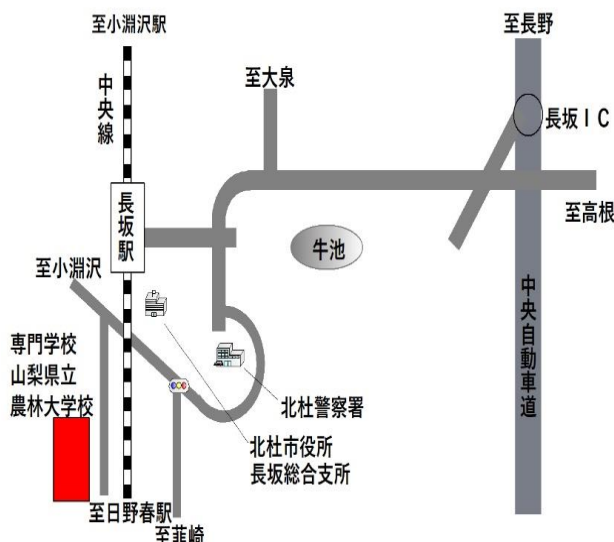 至小淵沢駅
至長野
中央線
至大泉
長坂ＩＣ
長坂駅
至高根
牛池
至小淵沢
中央自動車道
専門学校
山梨県立
農林大学校
北杜警察署
北杜市役所
長坂総合支所
至日野春駅
至韮崎